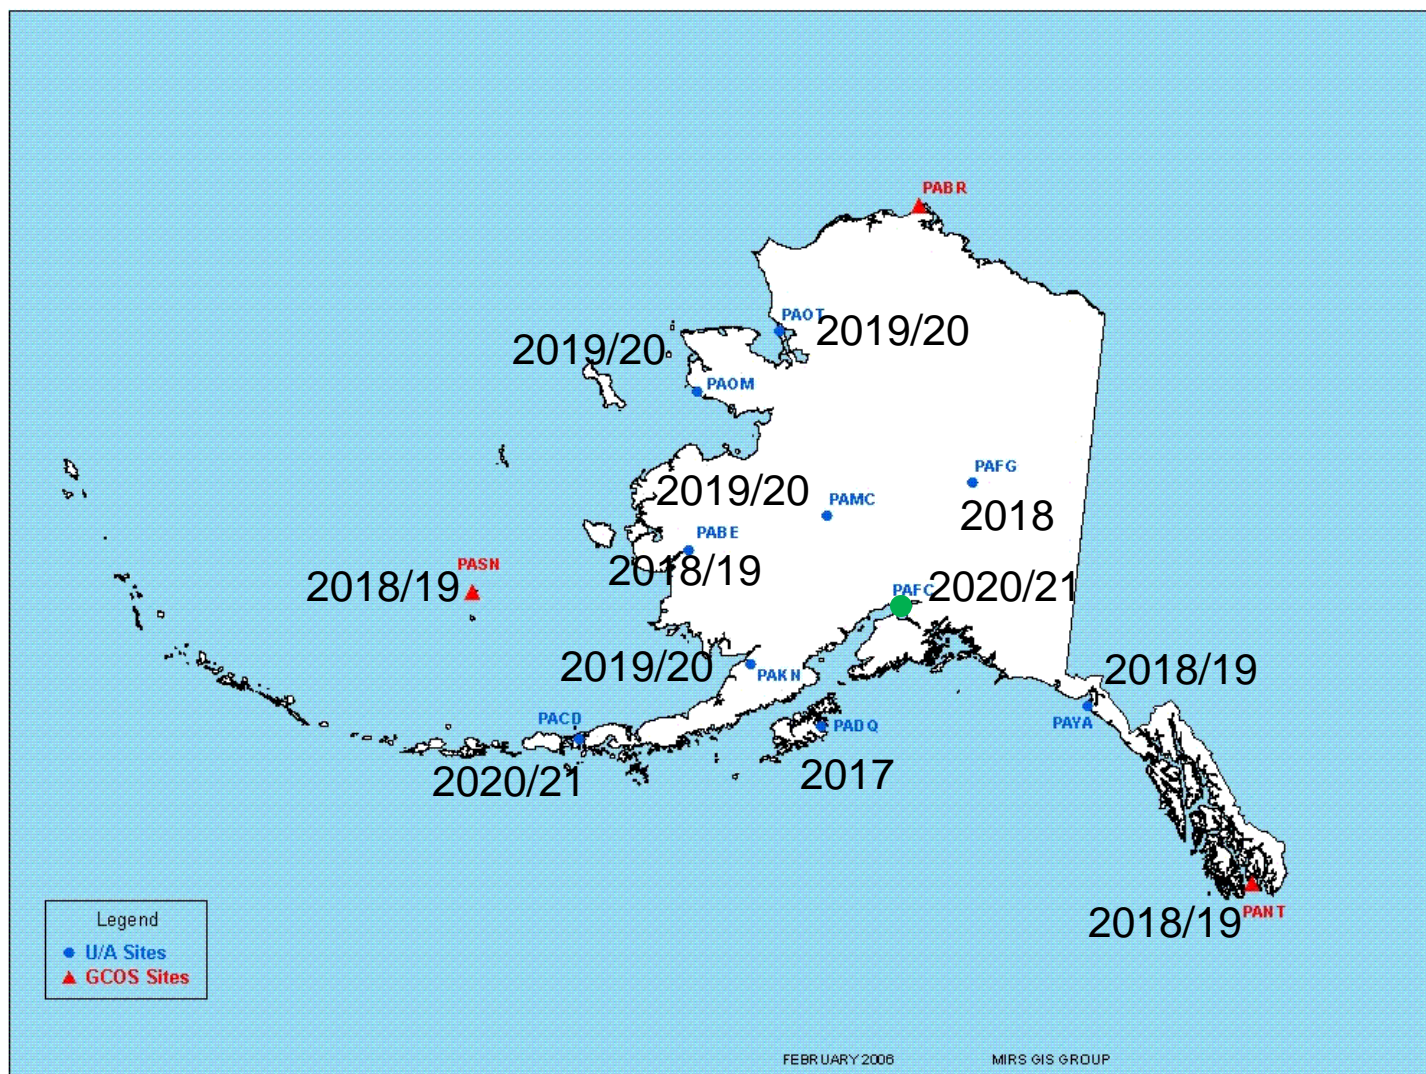 PABR
PAOT
2019/20
2019/20
PAOM
PAFG
2019/20
PAMC
2018
PABE
PASN
2018/19
2018/19
PAFC
2020/21
2019/20
PAKN
2018/19
PACD
PADQ
PAYA
2020/21
2017
2018/19
PANT
Legend
U/A Sites
GCOS Sites
FEBRUARY 2006
MIRS GIS GROUP